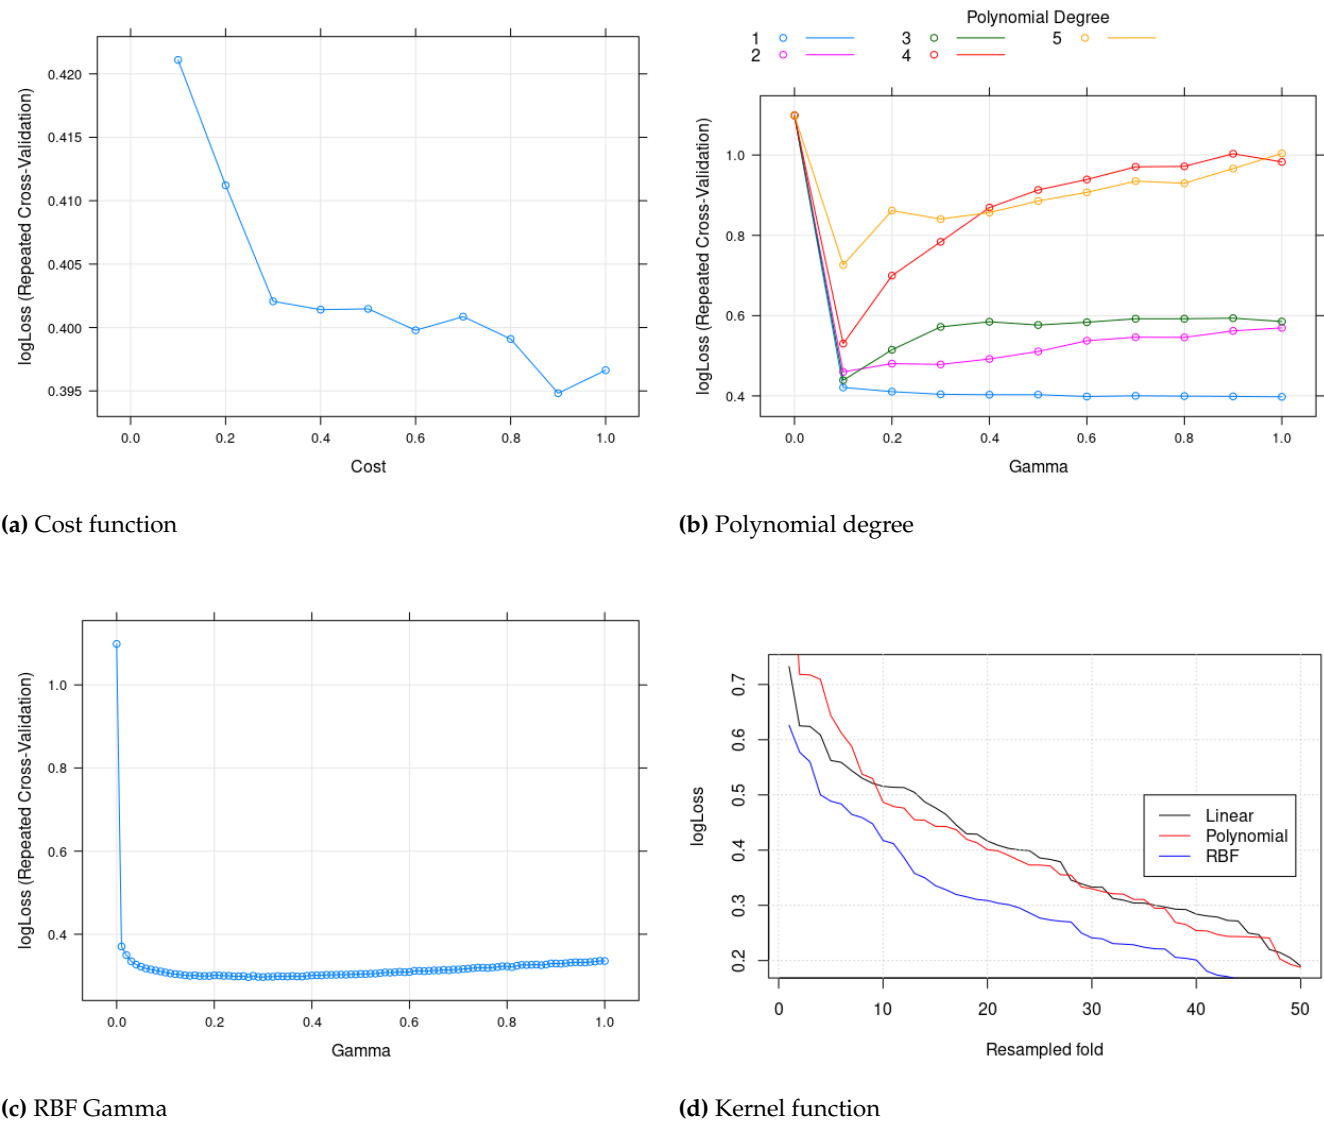 0.420
0.415
0.410
0.405
0.400
0.395
logLoss (Repeated Cross-Validation)
0.0 0.2 0.4 0.6 0.8 1.0
Cost
(a) Cost function
Polynomial Degree
1 3 5
2 4
1.0
0.8
0.6
0.4
logLoss (Repeated Cross-Validation)
0.0 0.2 0.4 0.6 0.8 1.0
Gamma
(b) Polynomial degree
1.0
0.8
0.6
0.4
logLoss (Repeated Cross-Validation)
0.0 0.2 0.4 0.6 0.8 1.0
Gamma
(c) RBF Gamma
0.7
0.6
0.5
0.4
0.3
0.2
logLoss
Linear
Polynomial
RBF
0 10 20 30 40 50
Resampled fold
(d) Kernel function